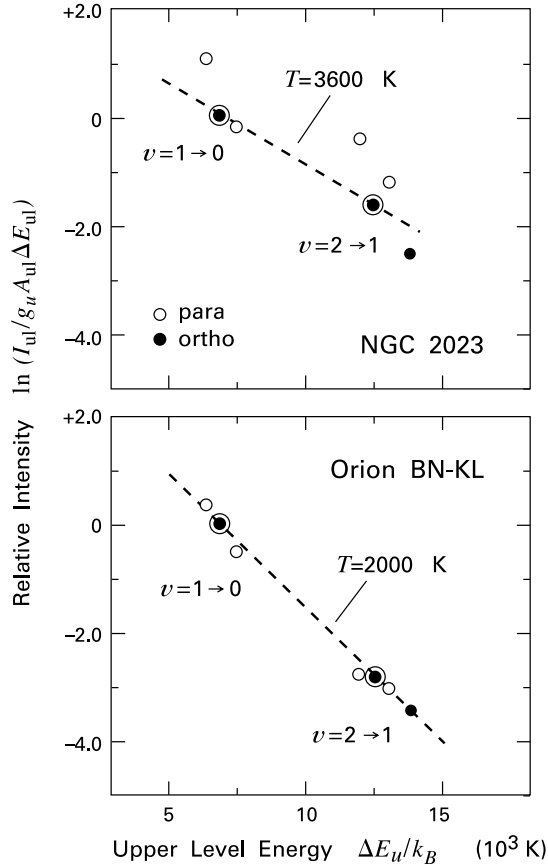 +2.0
0
−2.0
−4.0
T=3600 K
v=1→0
v=2→1
para
ortho
NGC 2023
+2.0
0
−2.0
−4.0
Orion BN-KL
T=2000 K
v=1→0
v=2→1
5 10 15
Upper Level Energy ΔE_u/k_B (10³ K)
Relative Intensity ln (I_ul/g_u A_ul ΔE_ul)